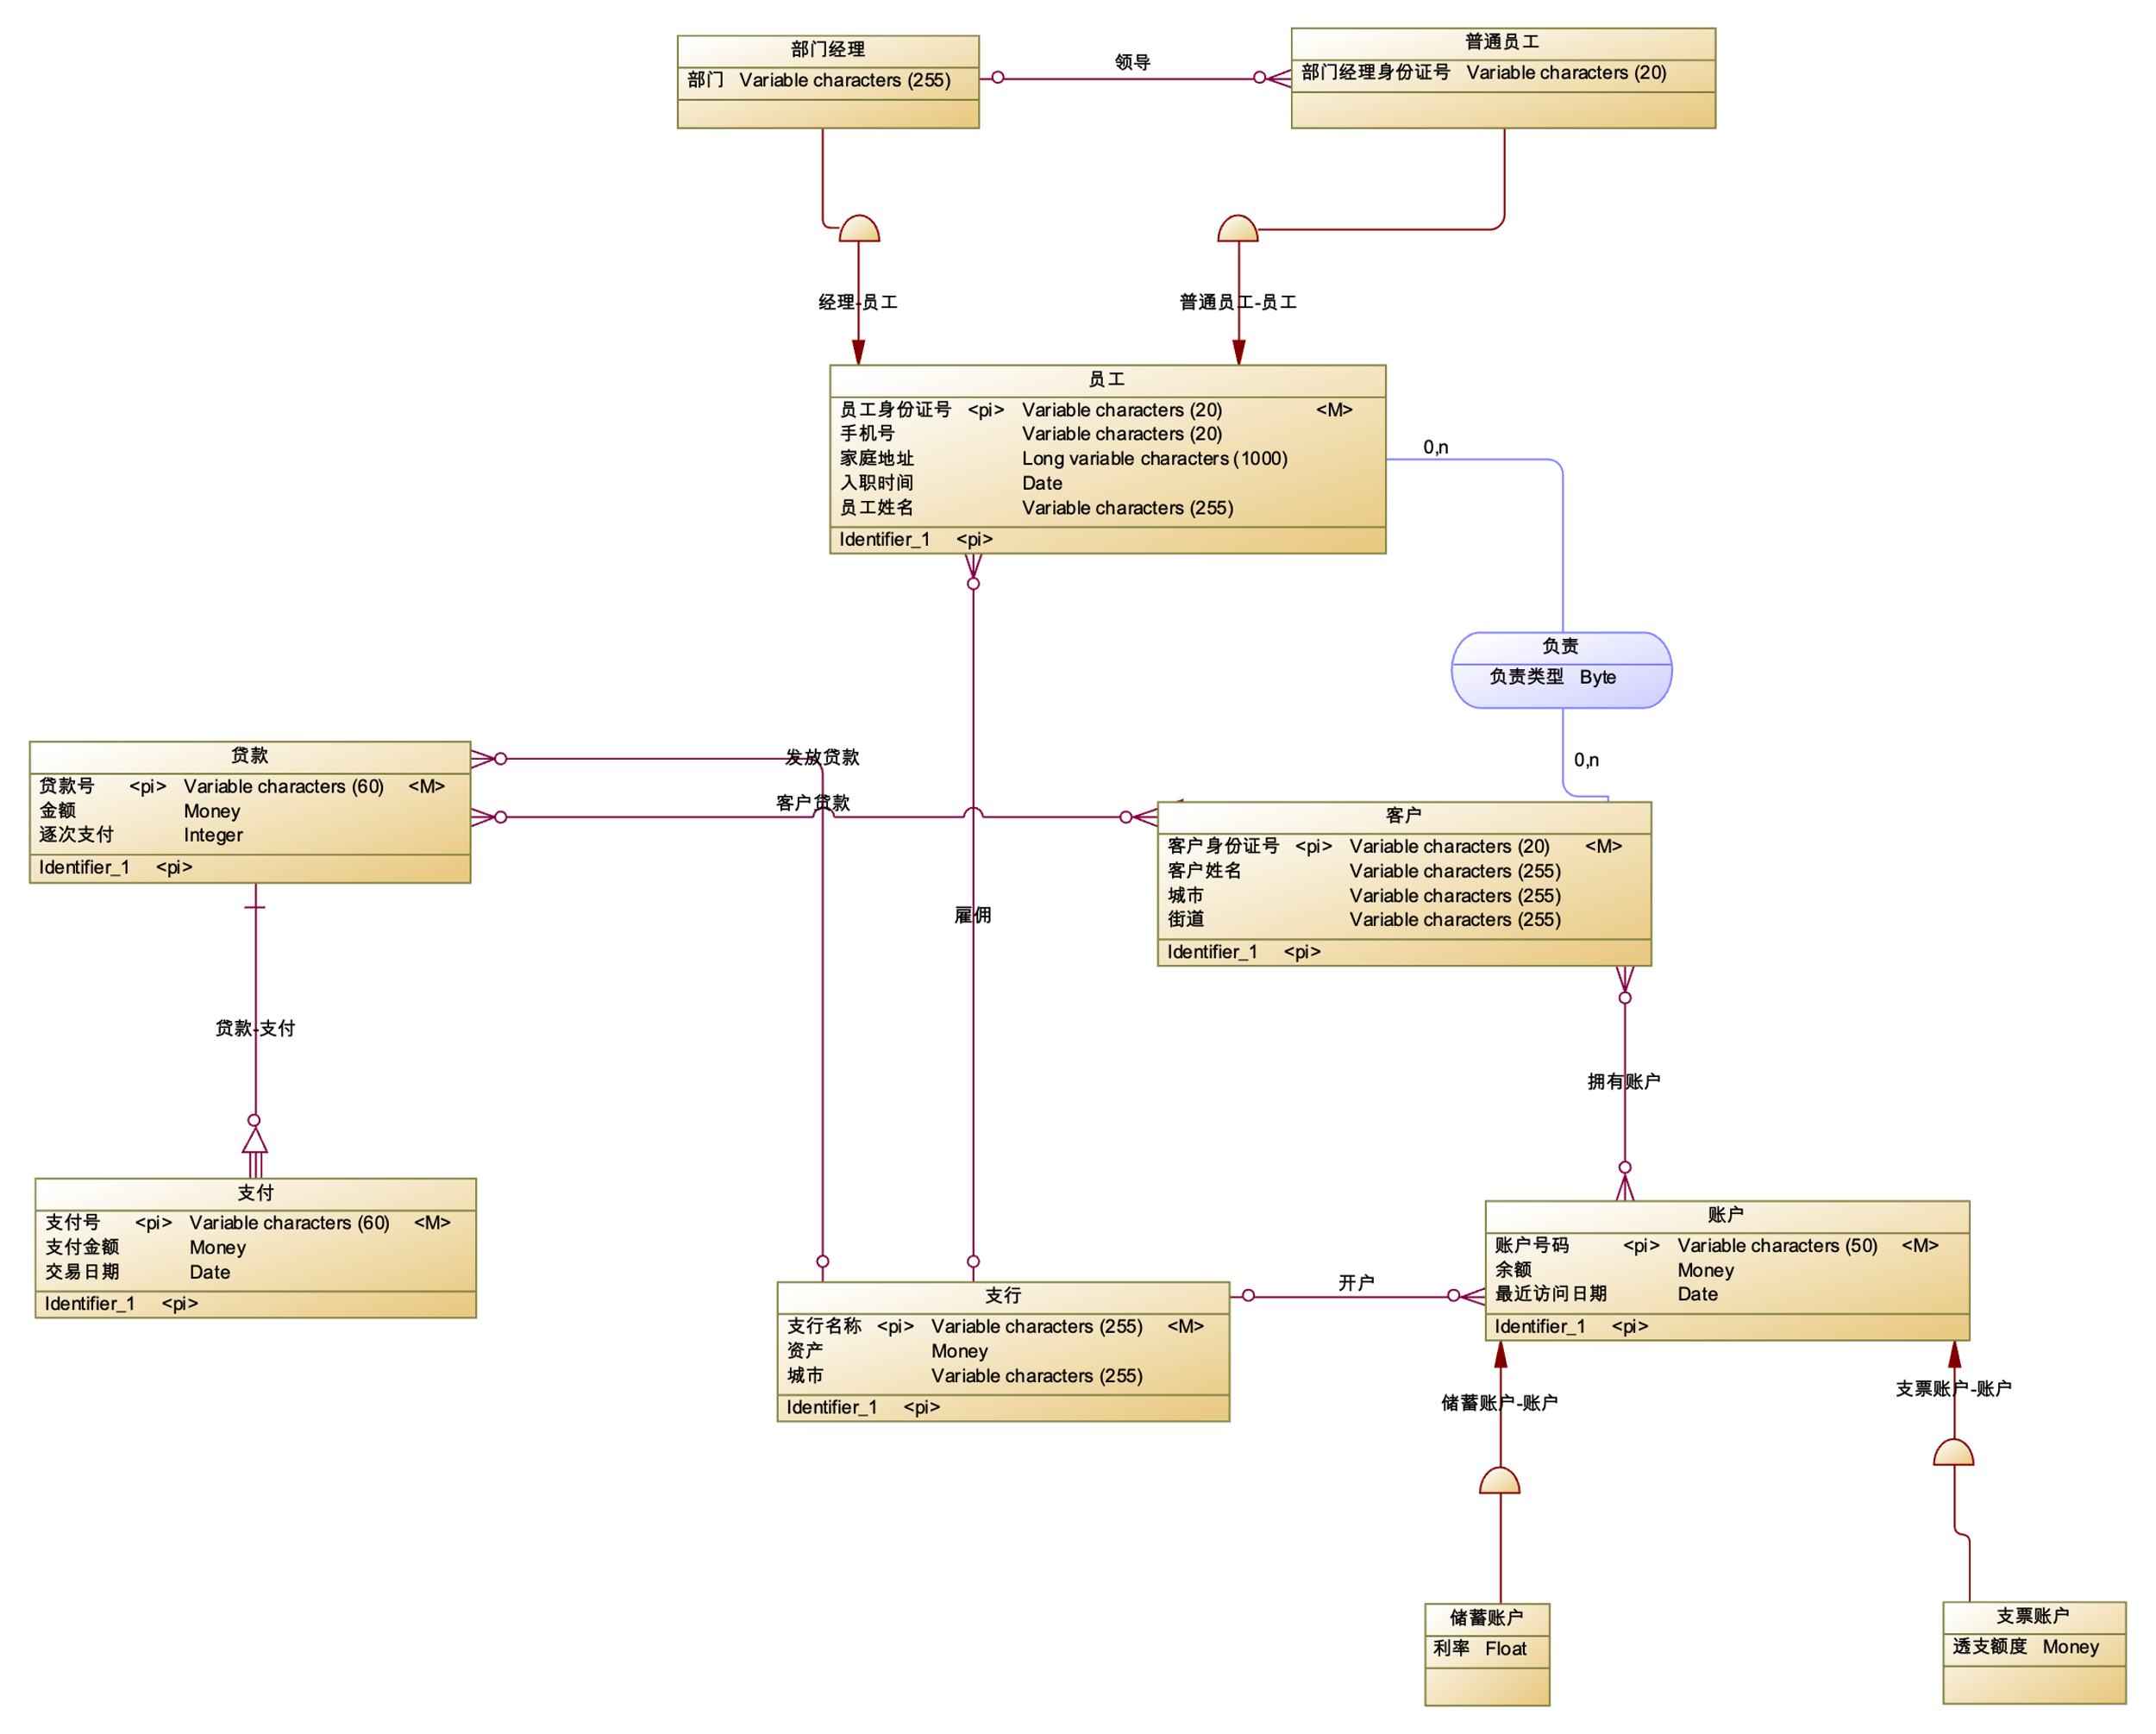 部门经理
部门 Variable characters (255)
领导
普通员工
部门经理身份证号 Variable characters (20)
经理-员工
普通员工-员工
员工
员工身份证号 <pi> Variable characters (20) <M>
手机号 Variable characters (20)
家庭地址 Long variable characters (1000)
入职时间 Date
员工姓名 Variable characters (255)
Identifier_1 <pi>
0,n
负责
负责类型 Byte
0,n
贷款
贷款号 <pi> Variable characters (60) <M>
金额 Money
逐次支付 Integer
Identifier_1 <pi>
发放贷款
客户贷款
客户
客户身份证号 <pi> Variable characters (20) <M>
客户姓名 Variable characters (255)
城市 Variable characters (255)
街道 Variable characters (255)
Identifier_1 <pi>
雇佣
贷款-支付
拥有账户
支付
支付号 <pi> Variable characters (60) <M>
支付金额 Money
交易日期 Date
Identifier_1 <pi>
支行
支行名称 <pi> Variable characters (255) <M>
资产 Money
城市 Variable characters (255)
Identifier_1 <pi>
开户
账户
账户号码 <pi> Variable characters (50) <M>
余额 Money
最近访问日期 Date
Identifier_1 <pi>
储蓄账户-账户
支票账户-账户
储蓄账户
利率 Float
支票账户
透支额度 Money